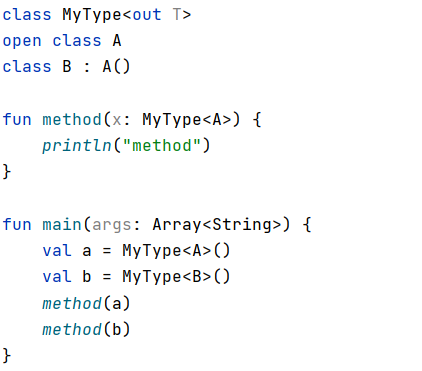 class MyType<out T>
open class A
class B : A()

fun method(x: MyType<A>) {
    println("method")
}

fun main(args: Array<String>) {
    val a = MyType<A>()
    val b = MyType<B>()
    method(a)
    method(b)
}